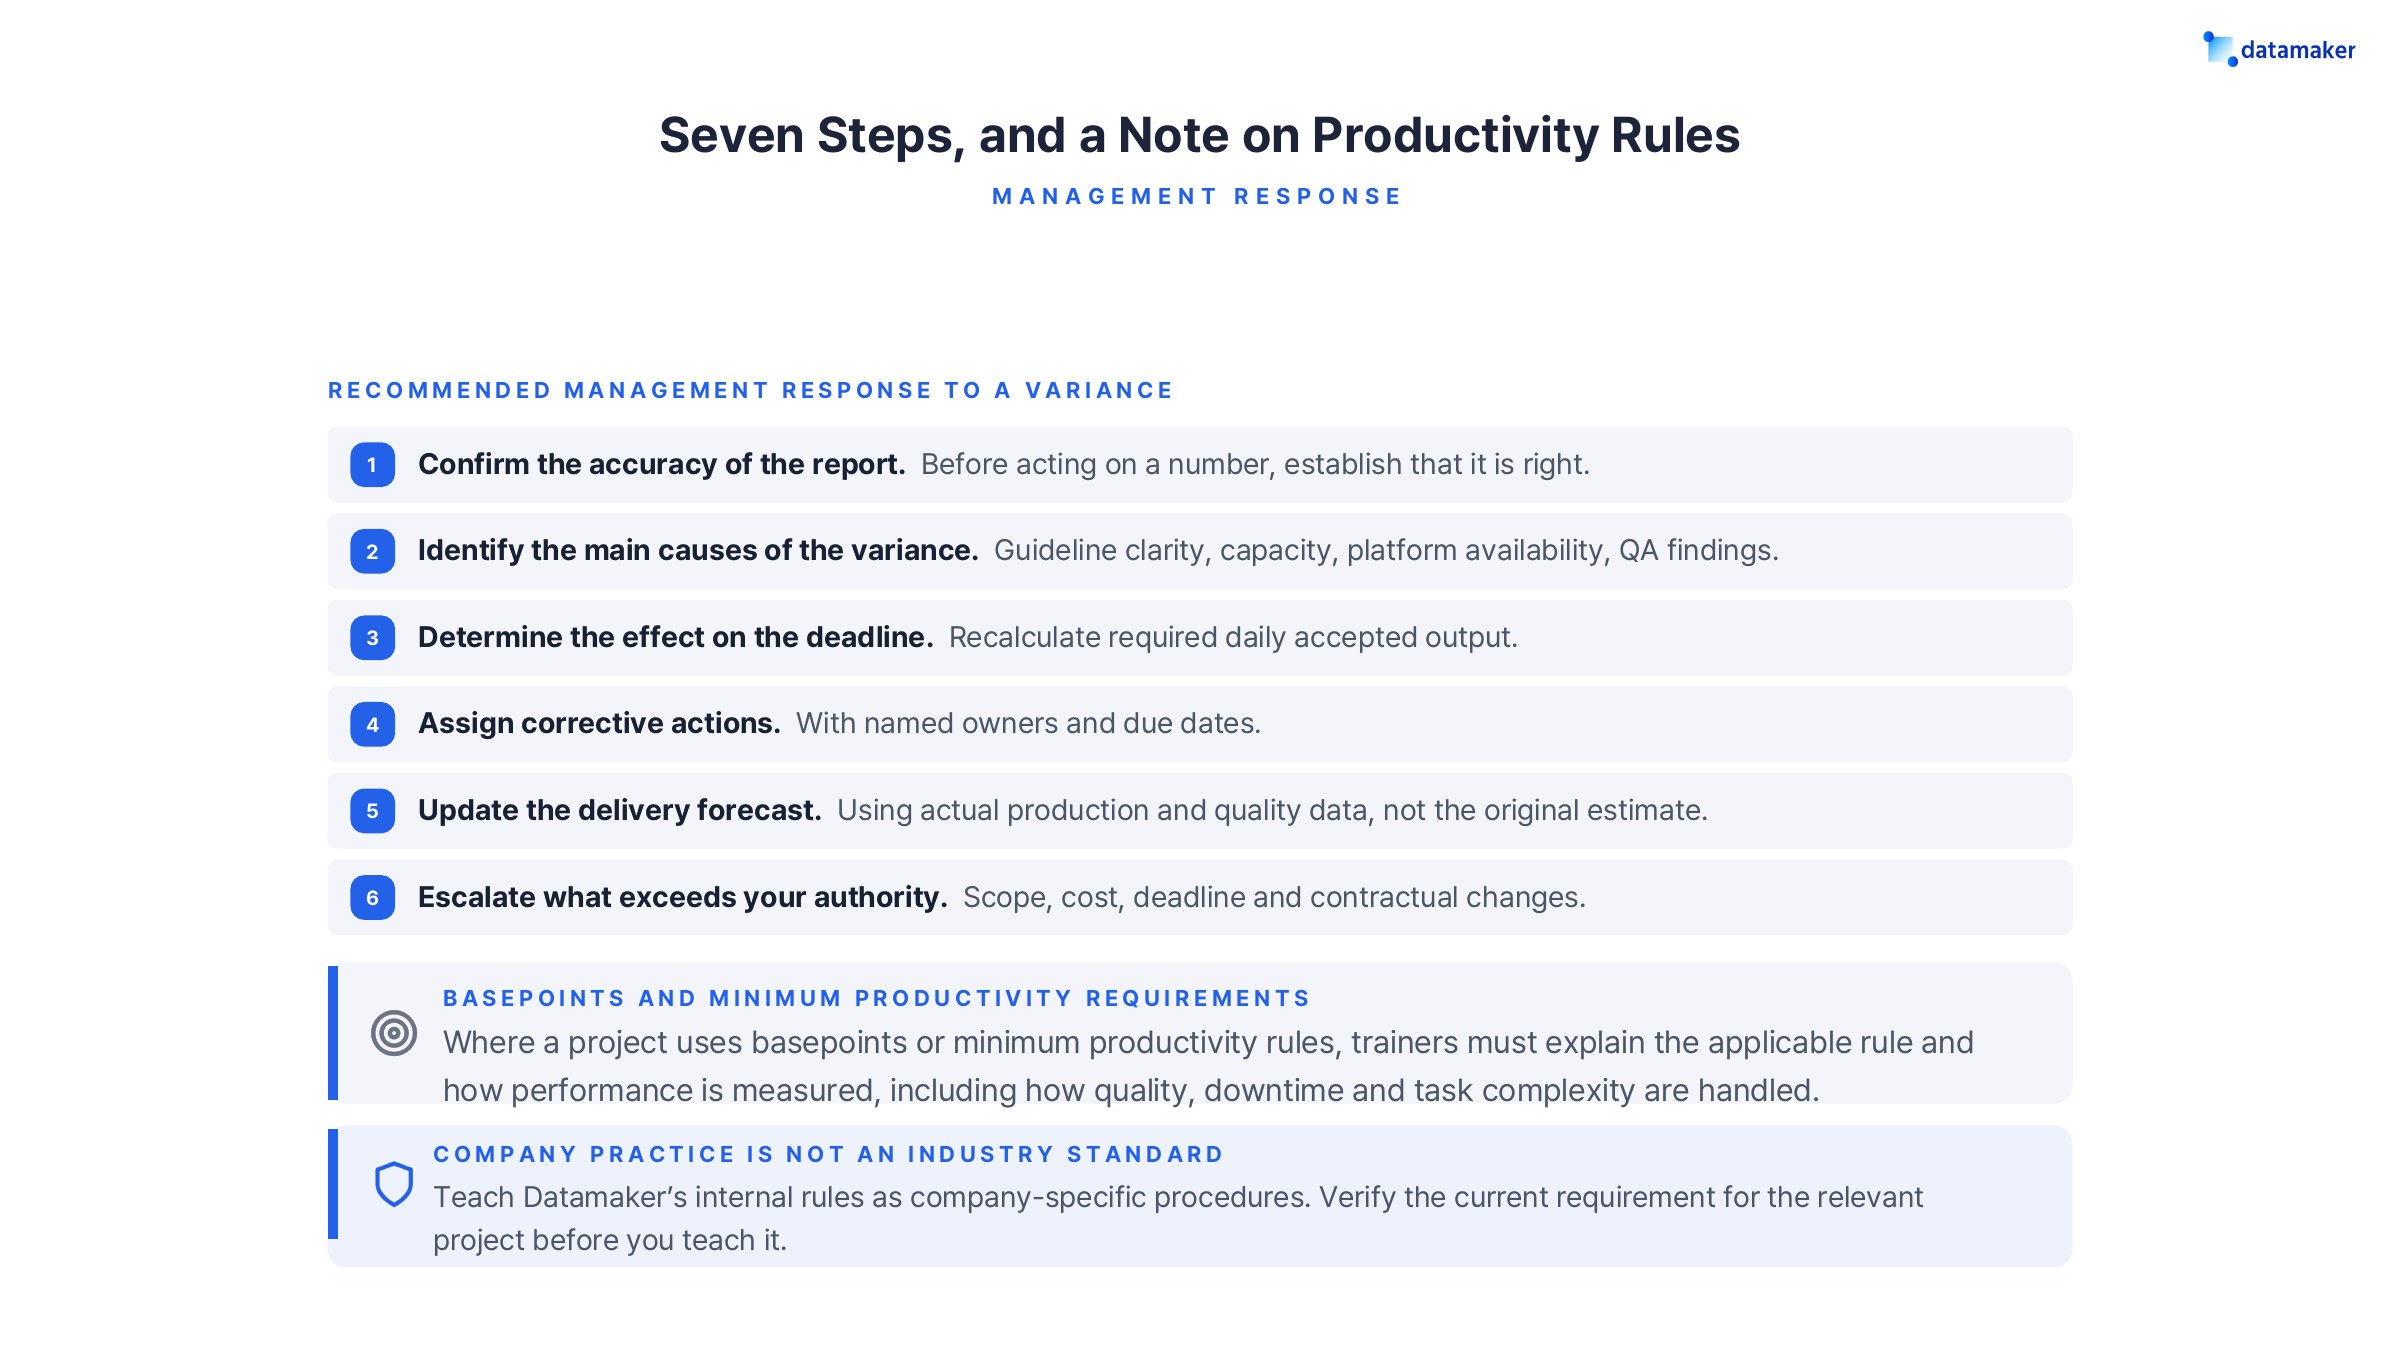 datamaker
Seven Steps, and a Note on Productivity Rules
MANAGEMENT RESPONSE
RECOMMENDED MANAGEMENT RESPONSE TO A VARIANCE
1 Confirm the accuracy of the report. Before acting on a number, establish that it is right.
2 Identify the main causes of the variance. Guideline clarity, capacity, platform availability, QA findings.
3 Determine the effect on the deadline. Recalculate required daily accepted output.
4 Assign corrective actions. With named owners and due dates.
5 Update the delivery forecast. Using actual production and quality data, not the original estimate.
6 Escalate what exceeds your authority. Scope, cost, deadline and contractual changes.
BASEPOINTS AND MINIMUM PRODUCTIVITY REQUIREMENTS
Where a project uses basepoints or minimum productivity rules, trainers must explain the applicable rule and
how performance is measured, including how quality, downtime and task complexity are handled.
COMPANY PRACTICE IS NOT AN INDUSTRY STANDARD
Teach Datamaker’s internal rules as company-specific procedures. Verify the current requirement for the relevant
project before you teach it.